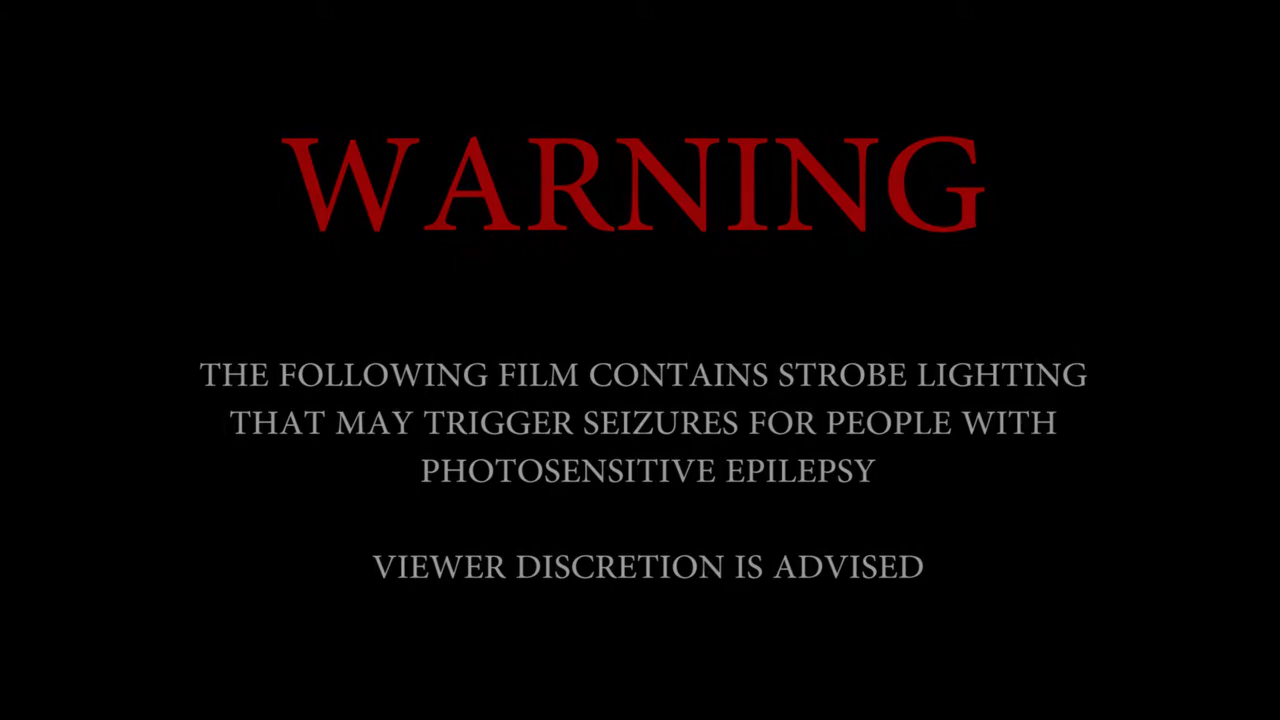 WARNING
THE FOLLOWING FILM CONTAINS STROBE LIGHTING
THAT MAY TRIGGER SEIZURES FOR PEOPLE WITH
PHOTOSENSITIVE EPILEPSY
VIEWER DISCRETION IS ADVISED